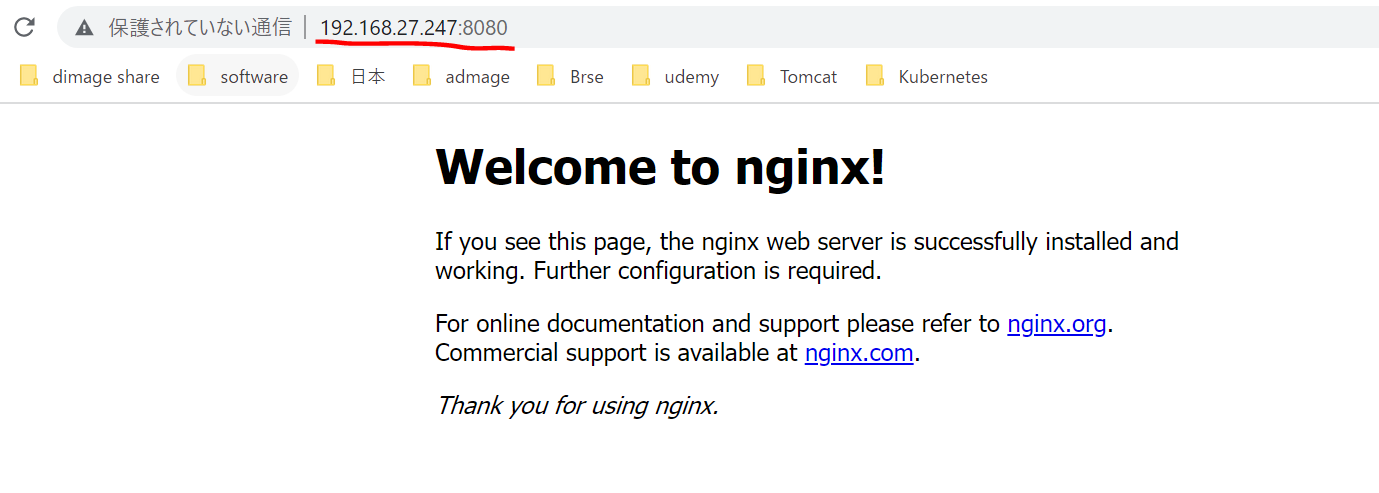 保護されていない通信 | 192.168.27.247:8080
dimage share software 日本 admage Brse udemy Tomcat Kubernetes
Welcome to nginx!
If you see this page, the nginx web server is successfully installed and
working. Further configuration is required.
For online documentation and support please refer to nginx.org.
Commercial support is available at nginx.com.
Thank you for using nginx.